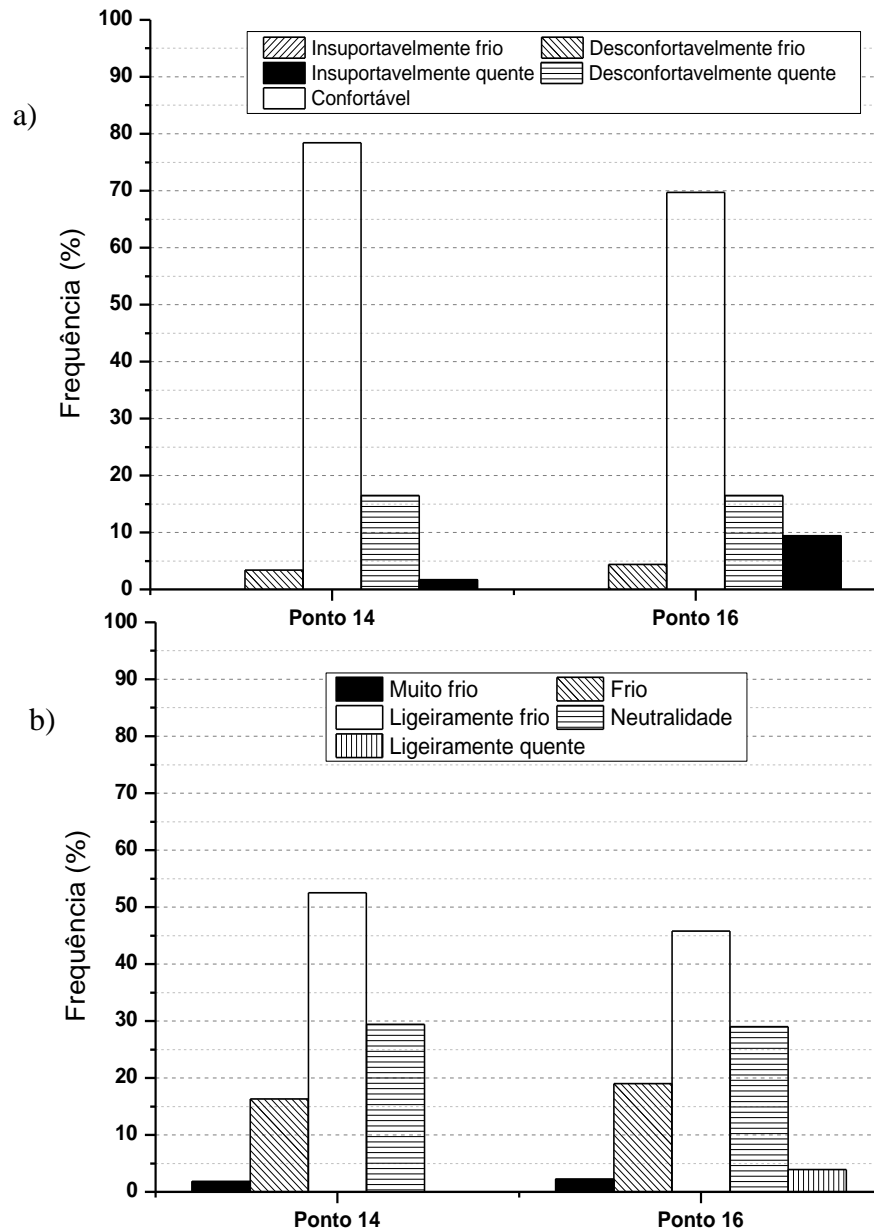 a)
Frequência (%)
100
90
80
70
60
50
40
30
20
10
0
Insuportavelmente frio Desconfortavelmente frio
Insuportavelmente quente Desconfortavelmente quente
Confortável
Ponto 14 Ponto 16
b)
Frequência (%)
100
90
80
70
60
50
40
30
20
10
0
Muito frio Frio
Ligeiramente frio Neutralidade
Ligeiramente quente
Ponto 14 Ponto 16